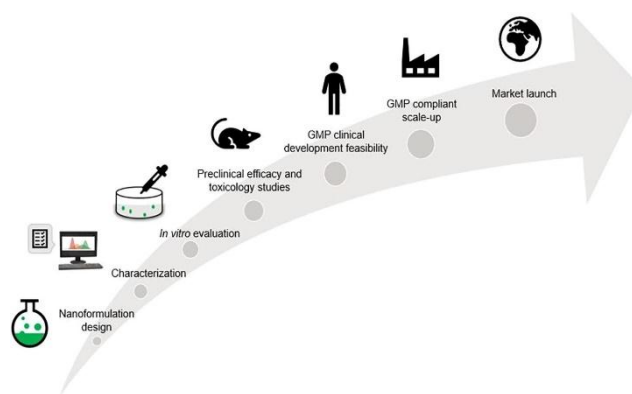 Nanoformulation
design
Characterization
In vitro evaluation
Preclinical efficacy and
toxicology studies
GMP clinical
development feasibility
GMP compliant
scale-up
Market launch